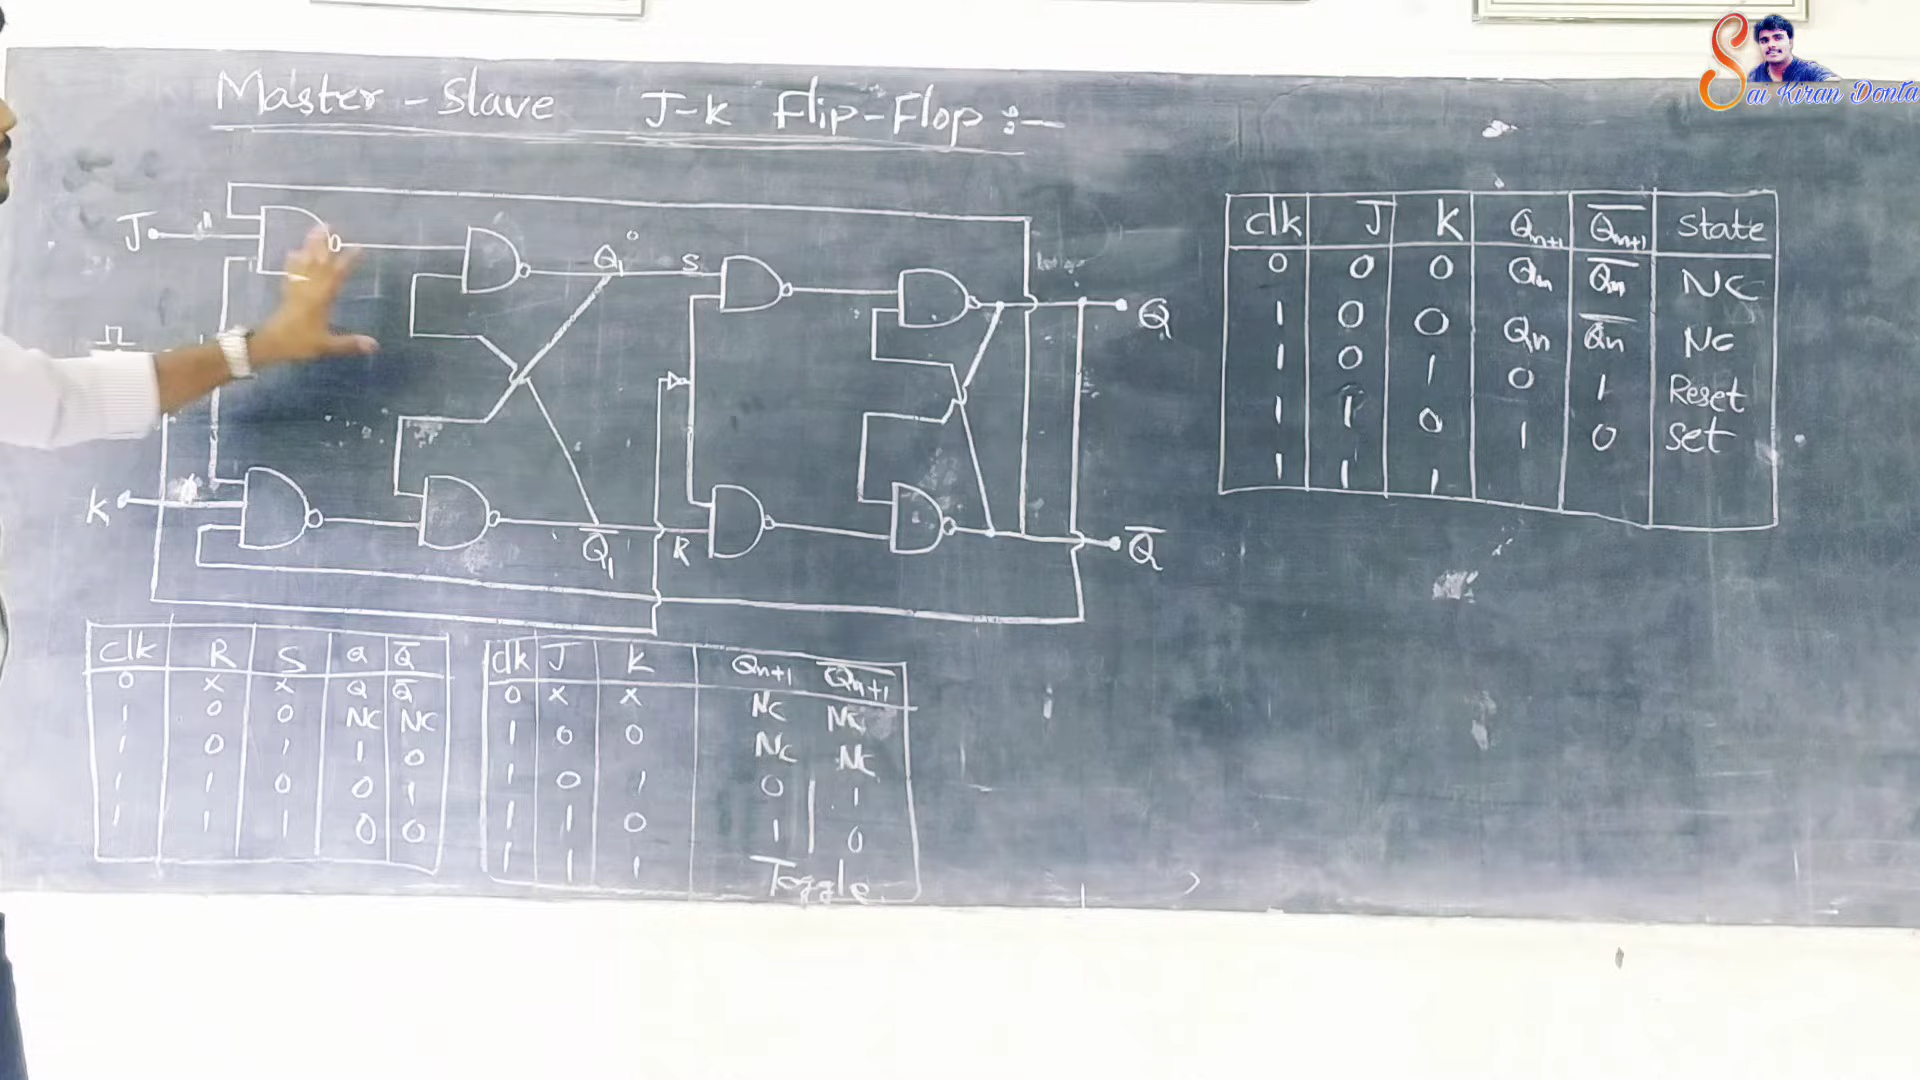 Master-Slave J-K Flip-Flop :-
J
Q1
0
S
Q
K
Q̅1
R
Q̅
clk J K Qn+1 Q̅n+1 State
0 0 0 Qn Q̅n NC
1 0 0 Qn Q̅n NC
1 0 1 0 1 Reset
1 1 0 1 0 Set
1 1 1
clk R S Q Q̅
0 x x Q Q̅
1 0 0 NC NC
1 0 1 1 0
1 1 0 0 1
1 1 1 0 0
clk J K Qn+1 Q̅n+1
0 x x NC NC
1 0 0 NC NC
1 0 1 0 1
1 1 0 1 0
1 1 1 Toggle
Sai Kiran Donta